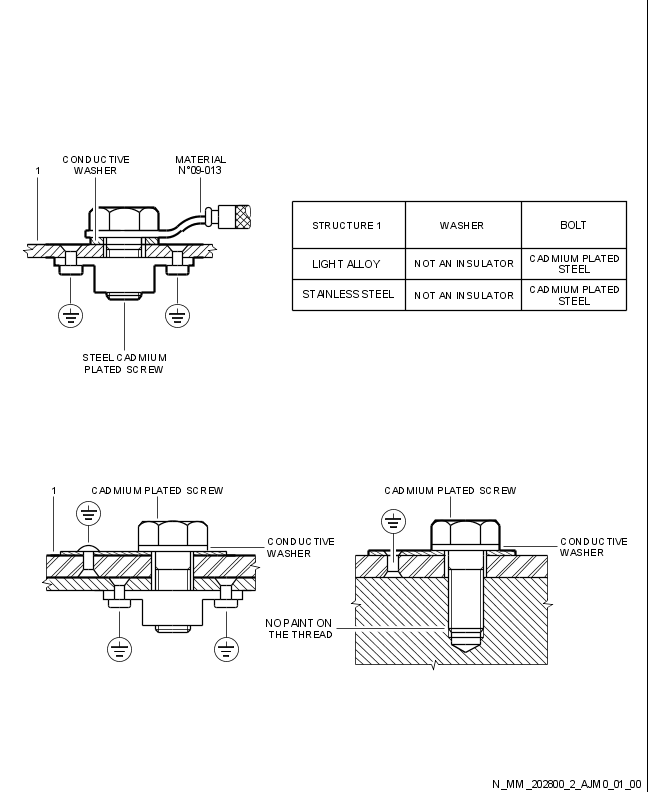 CONDUCTIVE
WASHER
MATERIAL
N°09-013
1
STRUCTURE 1 WASHER BOLT
LIGHT ALLOY NOT AN INSULATOR CADMIUM PLATED
STEEL
STAINLESS STEEL NOT AN INSULATOR CADMIUM PLATED
STEEL
STEEL CADMIUM
PLATED SCREW
1 CADMIUM PLATED SCREW
CONDUCTIVE
WASHER
CADMIUM PLATED SCREW
CONDUCTIVE
WASHER
NO PAINT ON
THE THREAD
N_MM_202800_2_AJM0_01_00